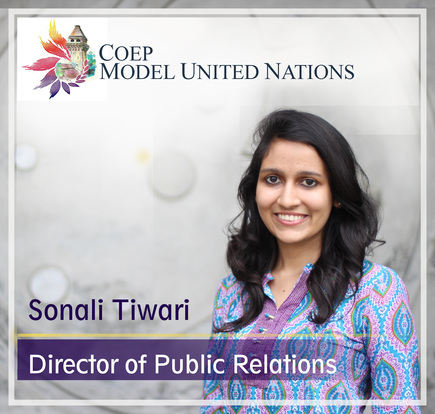 COEP
MODEL UNITED NATIONS
Sonali Tiwari
Director of Public Relations